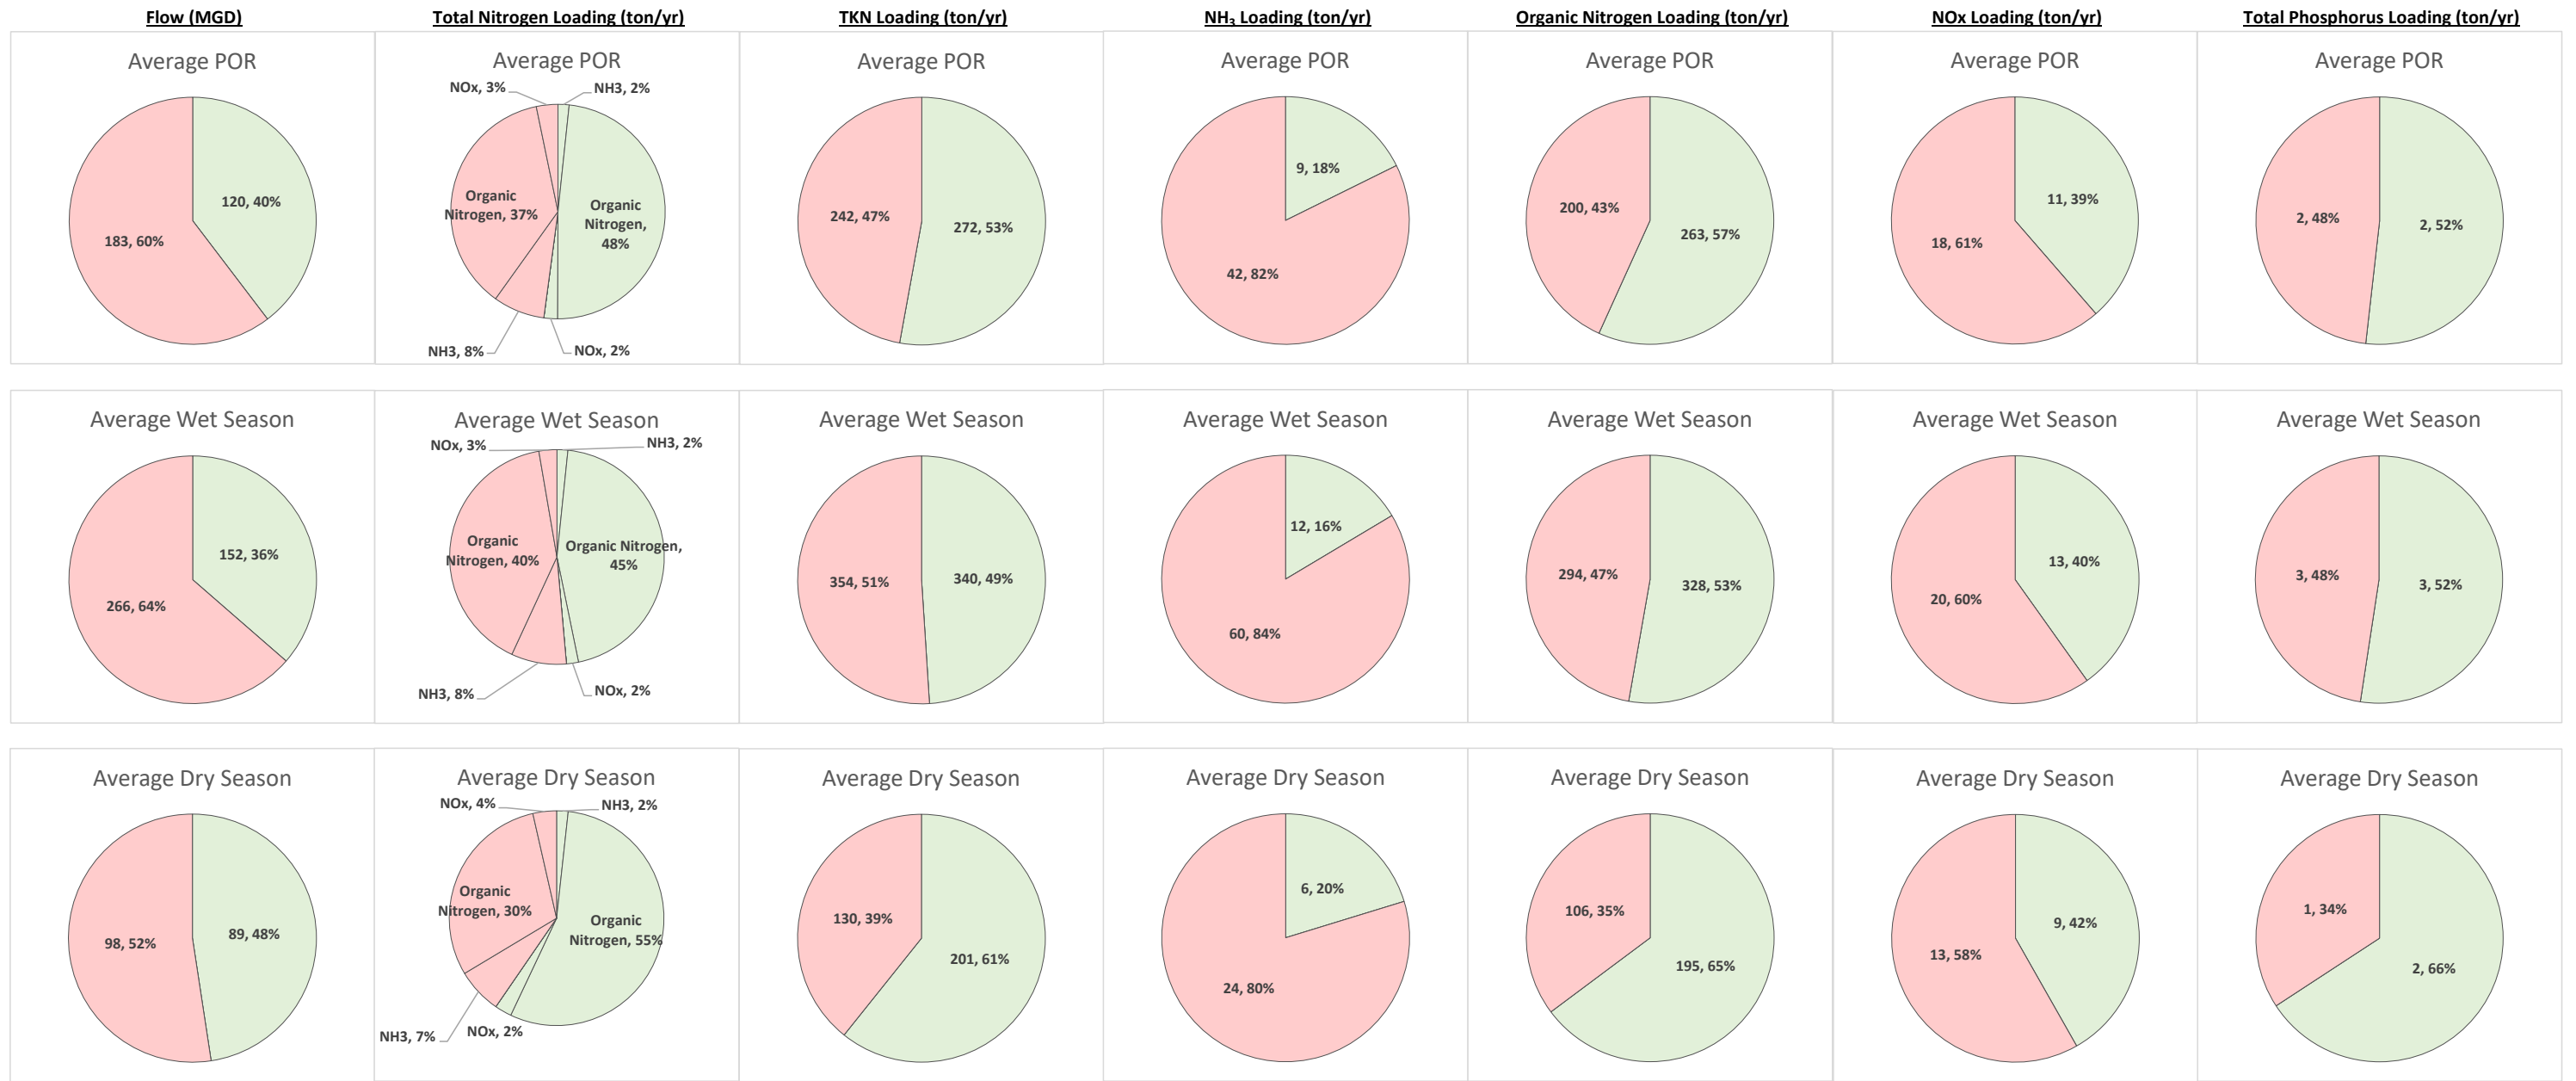 Flow (MGD)
Total Nitrogen Loading (ton/yr)
TKN Loading (ton/yr)
NH₃ Loading (ton/yr)
Organic Nitrogen Loading (ton/yr)
NOx Loading (ton/yr)
Total Phosphorus Loading (ton/yr)
Average POR
120, 40%
183, 60%
Average POR
NOx, 3%
NH3, 2%
Organic
Nitrogen, 37%
Organic
Nitrogen,
48%
NH3, 8%
NOx, 2%
Average POR
242, 47%
272, 53%
Average POR
9, 18%
42, 82%
Average POR
200, 43%
263, 57%
Average POR
11, 39%
18, 61%
Average POR
2, 48%
2, 52%
Average Wet Season
152, 36%
266, 64%
Average Wet Season
NOx, 3%
NH3, 2%
Organic
Nitrogen, 40%
Organic Nitrogen,
45%
NH3, 8%
NOx, 2%
Average Wet Season
354, 51%
340, 49%
Average Wet Season
12, 16%
60, 84%
Average Wet Season
294, 47%
328, 53%
Average Wet Season
13, 40%
20, 60%
Average Wet Season
3, 48%
3, 52%
Average Dry Season
98, 52%
89, 48%
Average Dry Season
NOx, 4%
NH3, 2%
Organic
Nitrogen, 30%
Organic
Nitrogen, 55%
NH3, 7%
NOx, 2%
Average Dry Season
130, 39%
201, 61%
Average Dry Season
6, 20%
24, 80%
Average Dry Season
106, 35%
195, 65%
Average Dry Season
9, 42%
13, 58%
Average Dry Season
1, 34%
2, 66%